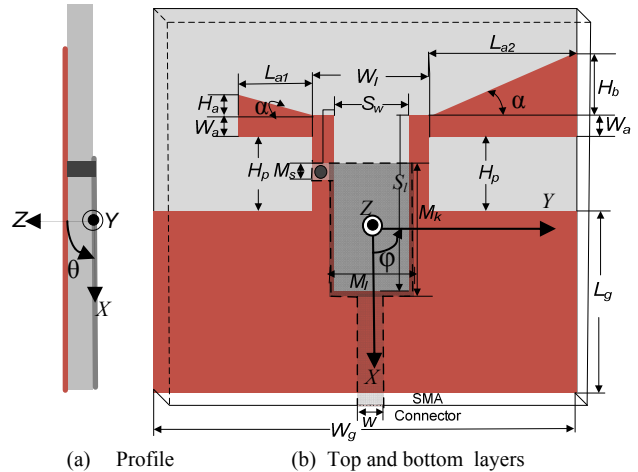 L_a1
W_l
L_a2
H_a
α
S_w
α
H_b
W_a
W_a
H_p
M_s
S_l
H_p
Z
Y
θ
X
Z
Y
M_k
φ
M_l
L_g
X
SMA
Connector
w
W_g
(a) Profile
(b) Top and bottom layers